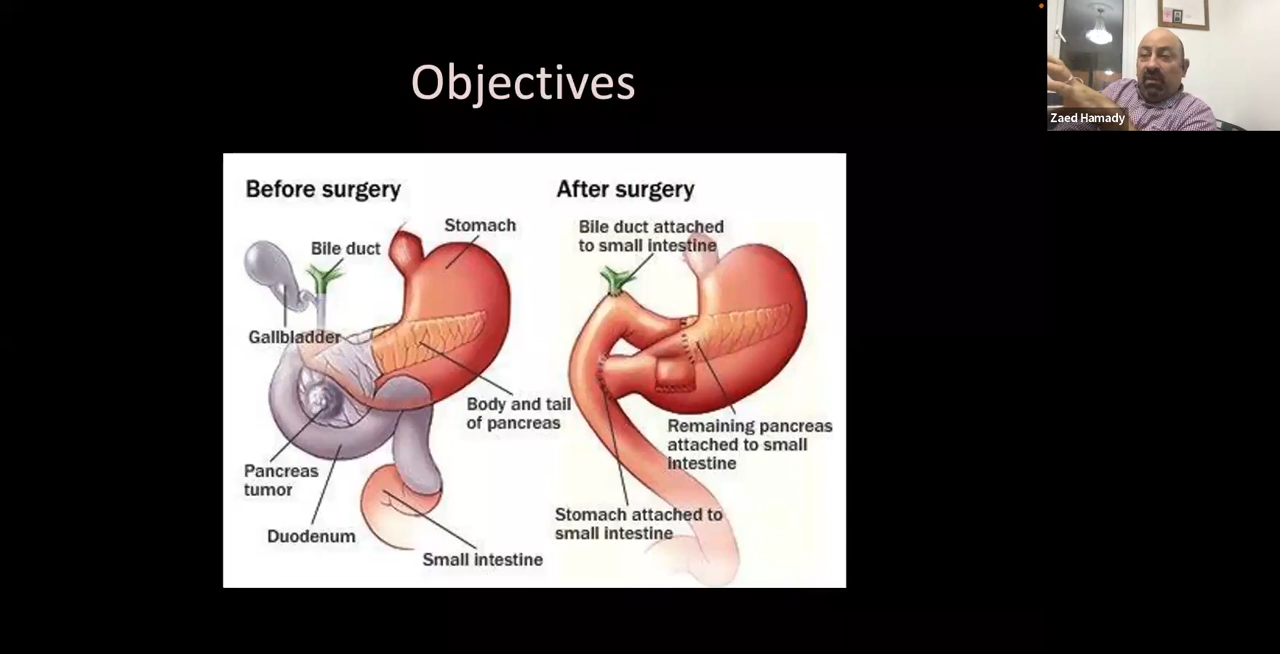 Objectives
Zaed Hamady
Before surgery
Stomach
Bile duct
Gallbladder
Body and tail
of pancreas
Pancreas
tumor
Duodenum
Small intestine
After surgery
Bile duct attached
to small intestine
Remaining pancreas
attached to small
intestine
Stomach attached to
small intestine